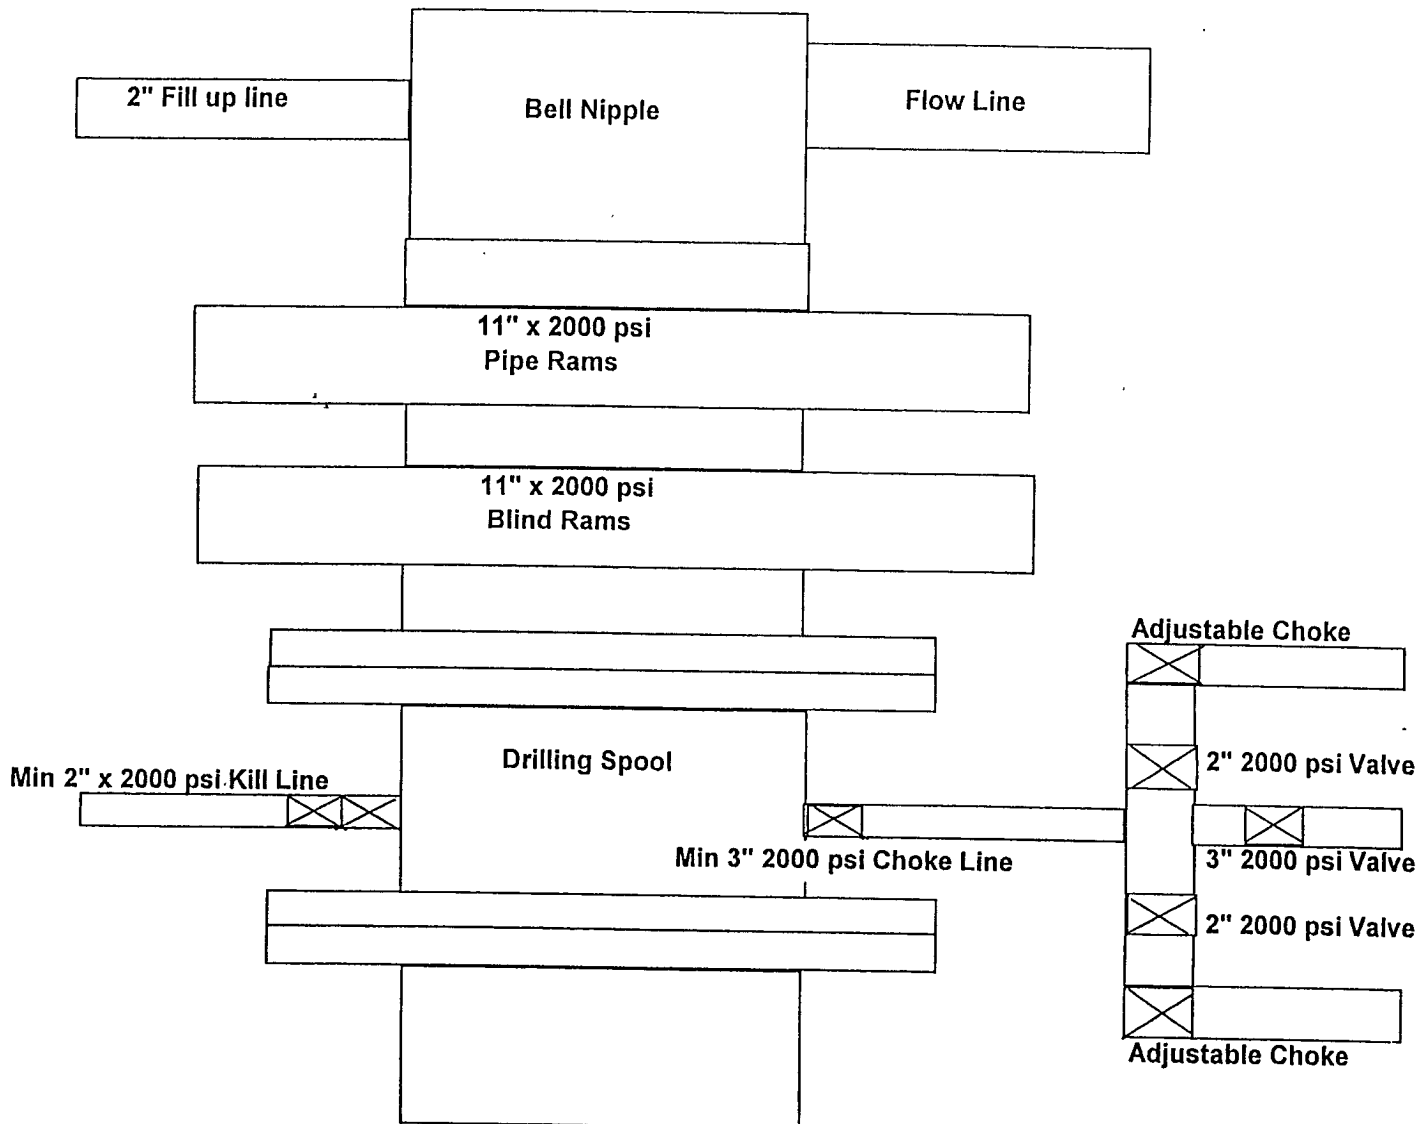 2" Fill up line
Bell Nipple
Flow Line
11" x 2000 psi
Pipe Rams
11" x 2000 psi
Blind Rams
Adjustable Choke
Drilling Spool
2" 2000 psi Valve
Min 2" x 2000 psi Kill Line
Min 3" 2000 psi Choke Line
3" 2000 psi Valve
2" 2000 psi Valve
Adjustable Choke